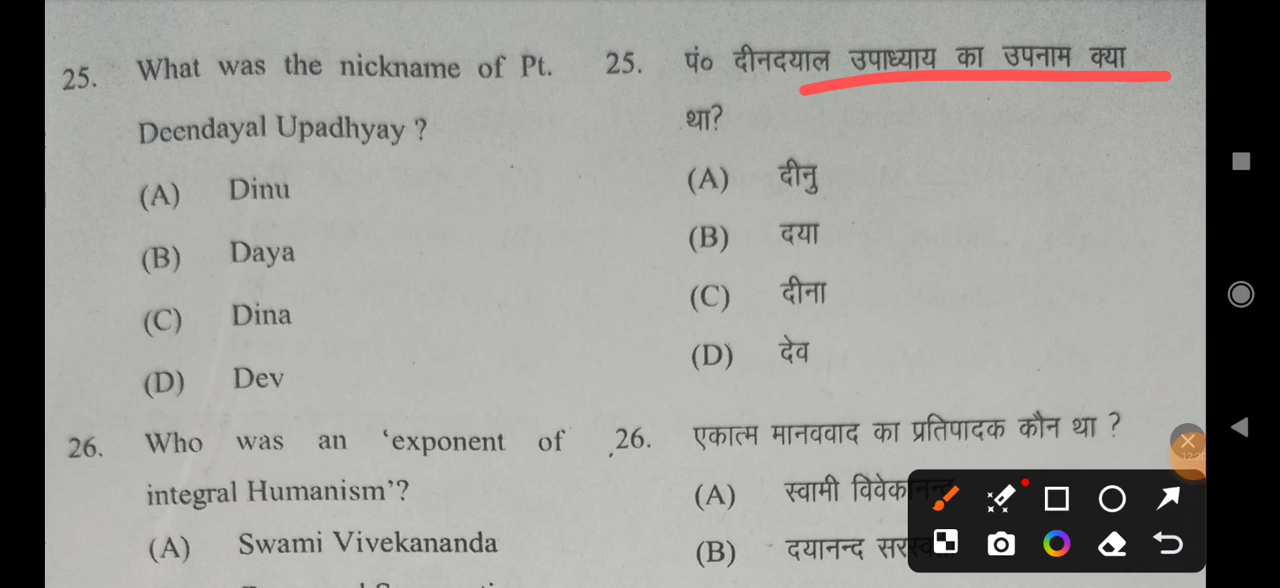 25. What was the nickname of Pt.
Deendayal Upadhyay ?
(A) Dinu
(B) Daya
(C) Dina
(D) Dev
26. Who was an ‘exponent of
integral Humanism’?
(A) Swami Vivekananda
25. पं० दीनदयाल उपाध्याय का उपनाम क्या
था?
(A) दीनु
(B) दया
(C) दीना
(D) देव
26. एकात्म मानववाद का प्रतिपादक कौन था ?
(A) स्वामी विवेकानन्द
(B) दयानन्द